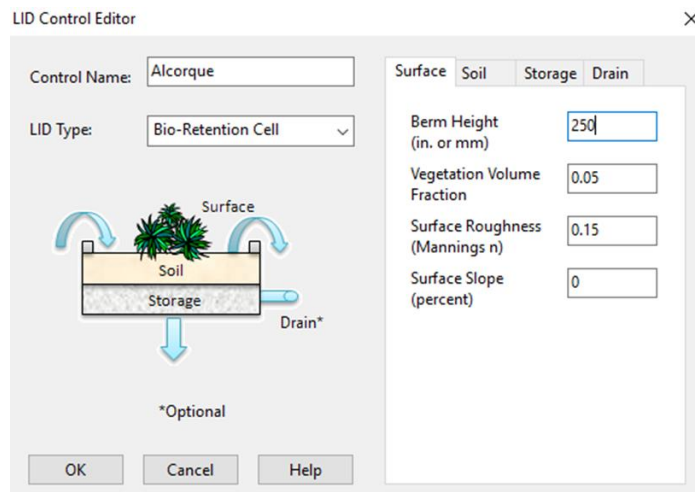 LID Control Editor
Control Name: Alcorque
LID Type: Bio-Retention Cell
Surface
Soil
Storage
Drain*
*Optional
OK Cancel Help
Surface Soil Storage Drain
Berm Height
(in. or mm)
250
Vegetation Volume
Fraction
0.05
Surface Roughness
(Mannings n)
0.15
Surface Slope
(percent)
0